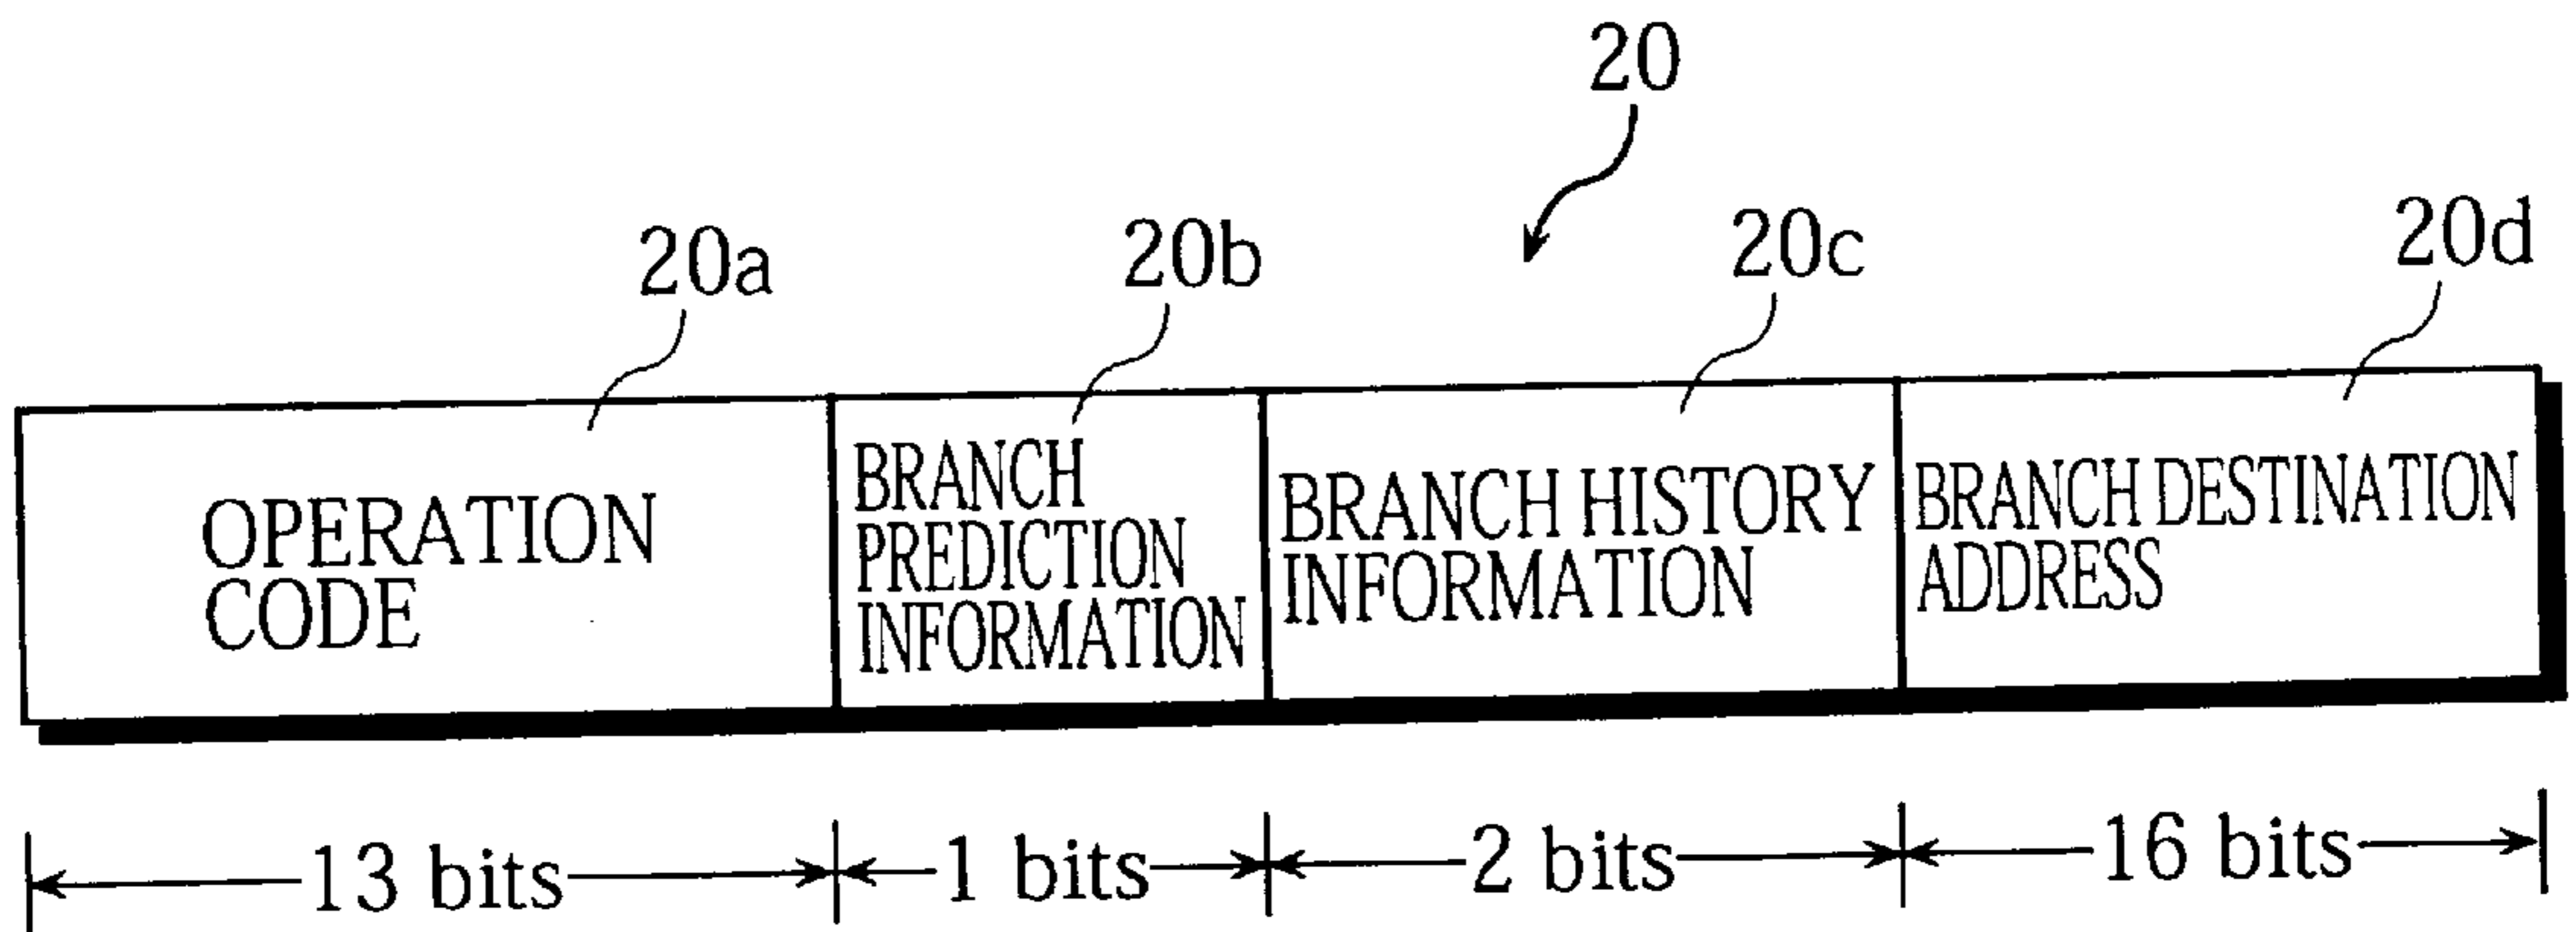 20
20a
20b
20c
20d
OPERATION
CODE
BRANCH
PREDICTION
INFORMATION
BRANCH HISTORY
INFORMATION
BRANCH DESTINATION
ADDRESS
13 bits
1 bits
2 bits
16 bits